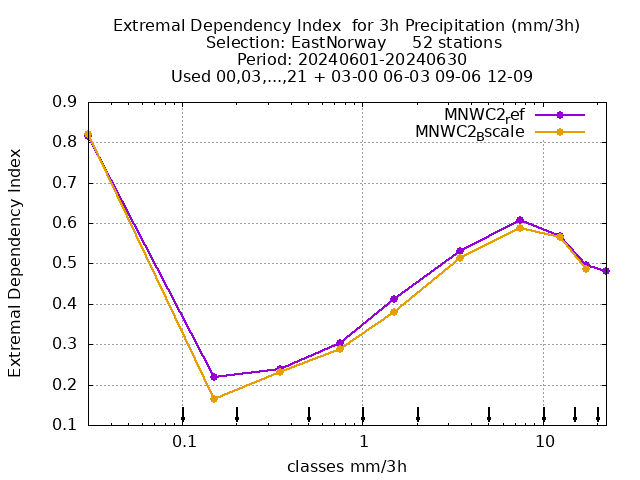 Extremal Dependency Index  for 3h Precipitation (mm/3h)
Selection: EastNorway     52 stations
Period: 20240601-20240630
Used 00,03,...,21 + 03-00 06-03 09-06 12-09
MNWC2_ref
MNWC2_Bscale
0.9
0.8
0.7
0.6
0.5
0.4
0.3
0.2
0.1
Extremal Dependency Index
0.1
1
10
classes mm/3h